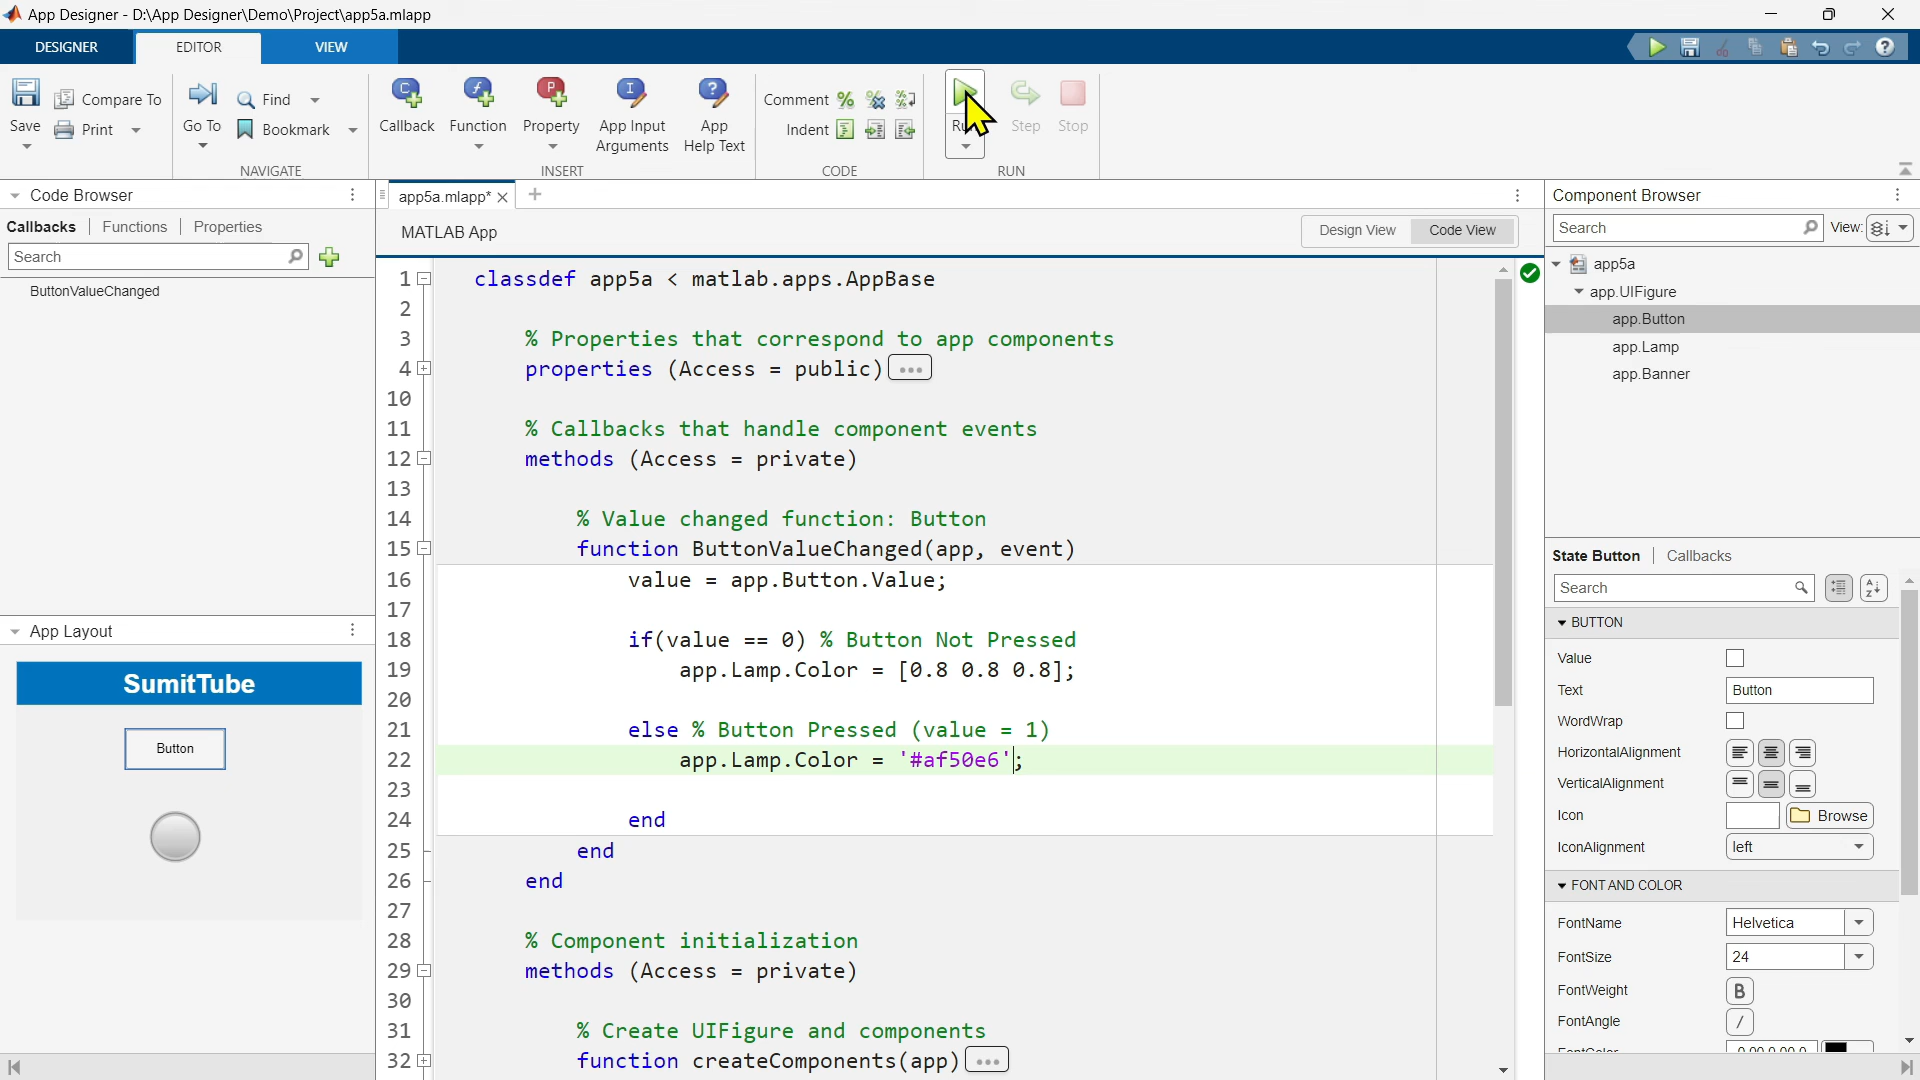 App Designer - D:\App Designer\Demo\Project\app5a.mlapp
DESIGNER
EDITOR
VIEW
Save
Compare To
Print
Go To
Find
Bookmark
NAVIGATE
Callback
Function
Property
App Input Arguments
App Help Text
INSERT
Comment
Indent
CODE
Step
Stop
RUN
Code Browser
Callbacks
Functions
Properties
Search
ButtonValueChanged
App Layout
SumitTube
Button
app5a.mlapp*
MATLAB App
Design View
Code View
1 classdef app5a < matlab.apps.AppBase
2
3 % Properties that correspond to app components
4 properties (Access = public) ...
10
11 % Callbacks that handle component events
12 methods (Access = private)
13
14 % Value changed function: Button
15 function ButtonValueChanged(app, event)
16 value = app.Button.Value;
17
18 if(value == 0) % Button Not Pressed
19 app.Lamp.Color = [0.8 0.8 0.8];
20
21 else % Button Pressed (value = 1)
22 app.Lamp.Color = '#af50e6';
23
24 end
25 end
26 end
27
28 % Component initialization
29 methods (Access = private)
30
31 % Create UIFigure and components
32 function createComponents(app) ...
Component Browser
Search
View:
app5a
app.UIFigure
app.Button
app.Lamp
app.Banner
State Button
Callbacks
Search
BUTTON
Value
Text Button
WordWrap
HorizontalAlignment
VerticalAlignment
Icon Browse
IconAlignment left
FONT AND COLOR
FontName Helvetica
FontSize 24
FontWeight B
FontAngle /